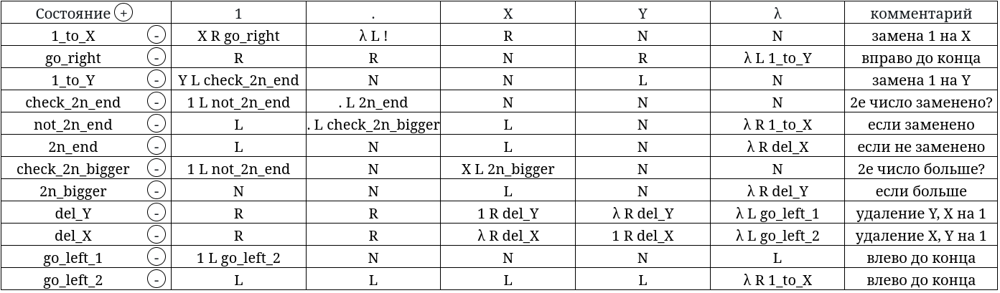 Состояние + 1 . X Y λ комментарий
1_to_X - X R go_right λ L ! R N N замена 1 на X
go_right - R R N R λ L 1_to_Y вправо до конца
1_to_Y - Y L check_2n_end N N L N замена 1 на Y
check_2n_end - 1 L not_2n_end . L 2n_end N N N 2е число заменено?
not_2n_end - L . L check_2n_bigger L N λ R 1_to_X если заменено
2n_end - L N L N λ R del_X если не заменено
check_2n_bigger - 1 L not_2n_end N X L 2n_bigger N N 2е число больше?
2n_bigger - N N L N λ R del_Y если больше
del_Y - R R 1 R del_Y λ R del_Y λ L go_left_1 удаление Y, X на 1
del_X - R R λ R del_X 1 R del_X λ L go_left_2 удаление X, Y на 1
go_left_1 - 1 L go_left_2 N N N L влево до конца
go_left_2 - L L L L λ R 1_to_X влево до конца